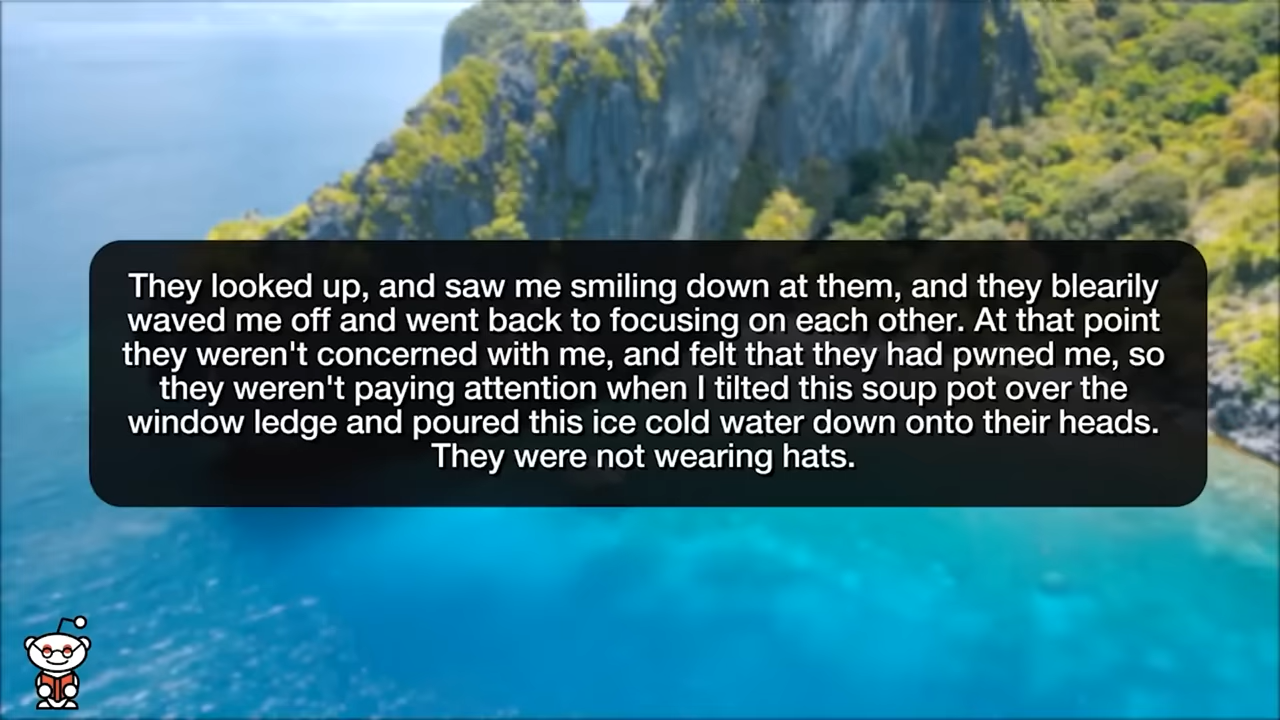 They looked up, and saw me smiling down at them, and they blearily
waved me off and went back to focusing on each other. At that point
they weren't concerned with me, and felt that they had pwned me, so
they weren't paying attention when I tilted this soup pot over the
window ledge and poured this ice cold water down onto their heads.
They were not wearing hats.